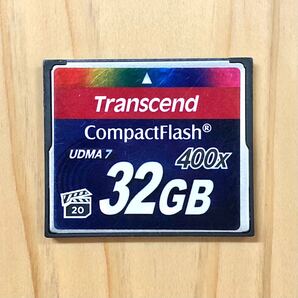 Transcend
CompactFlash®
UDMA 7
400x
32GB
20